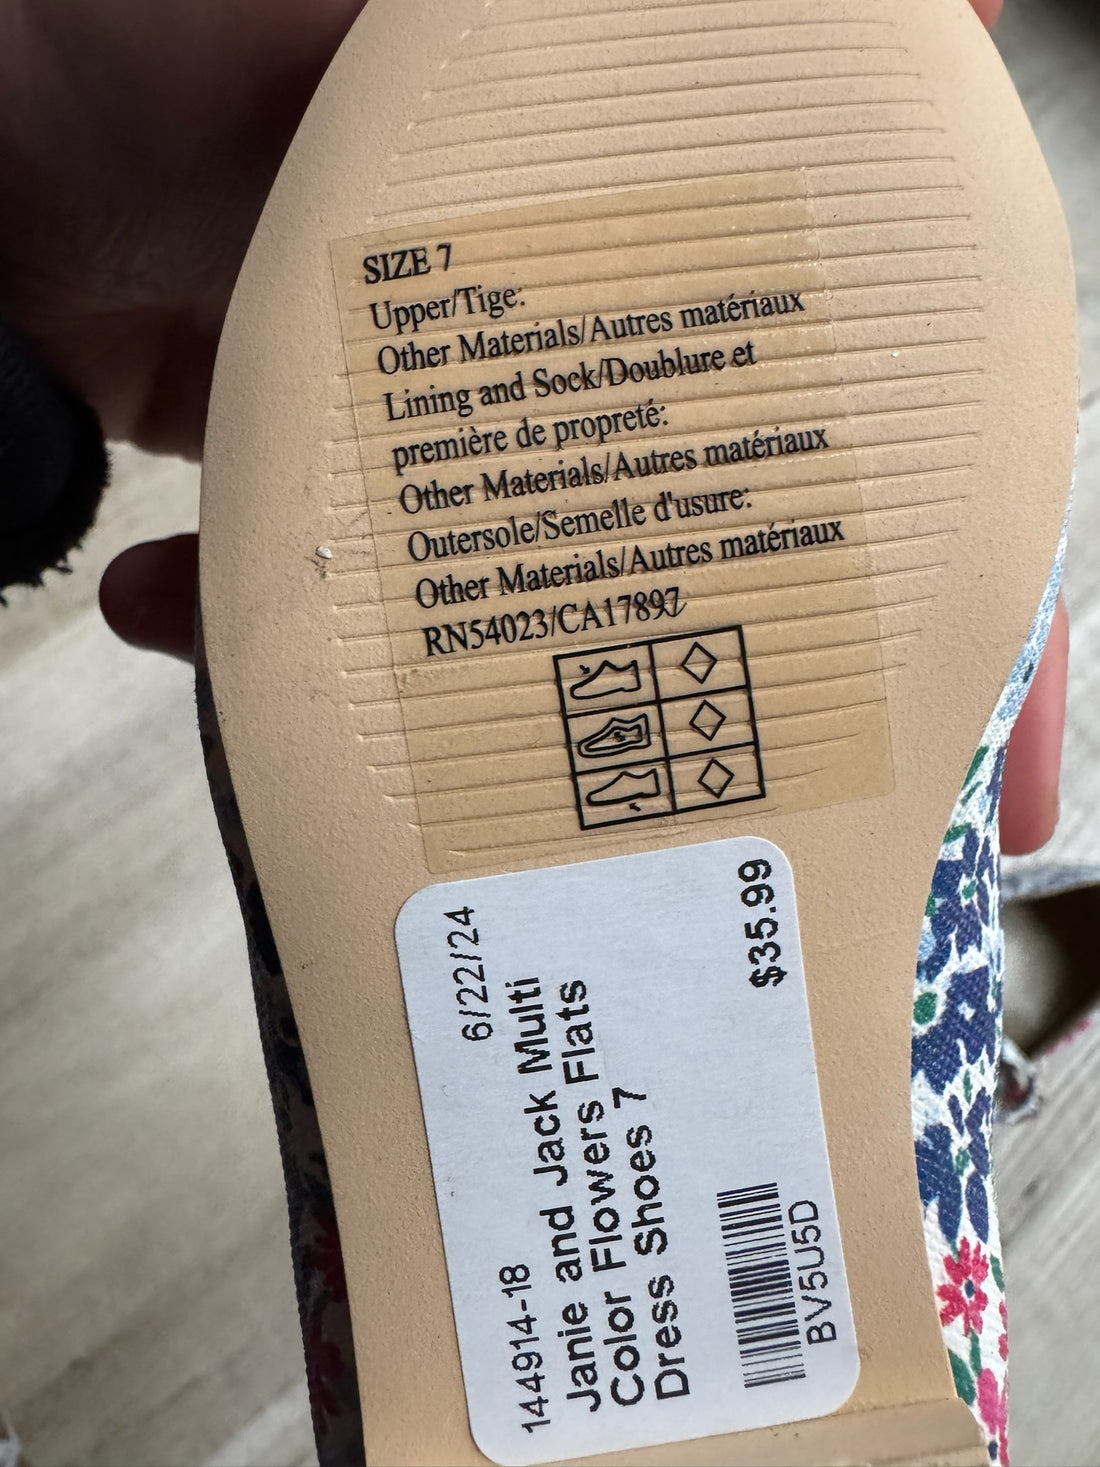 SIZE 7
Upper/Tige:
Other Materials/Autres matériaux
Lining and Sock/Doublure et
première de propreté:
Other Materials/Autres matériaux
Outersole/Semelle d'usure:
Other Materials/Autres matériaux
RN54023/CA17897
144914-18 6/22/24
Janie and Jack Multi
Color Flowers Flats
Dress Shoes 7
$35.99
BV5U5D